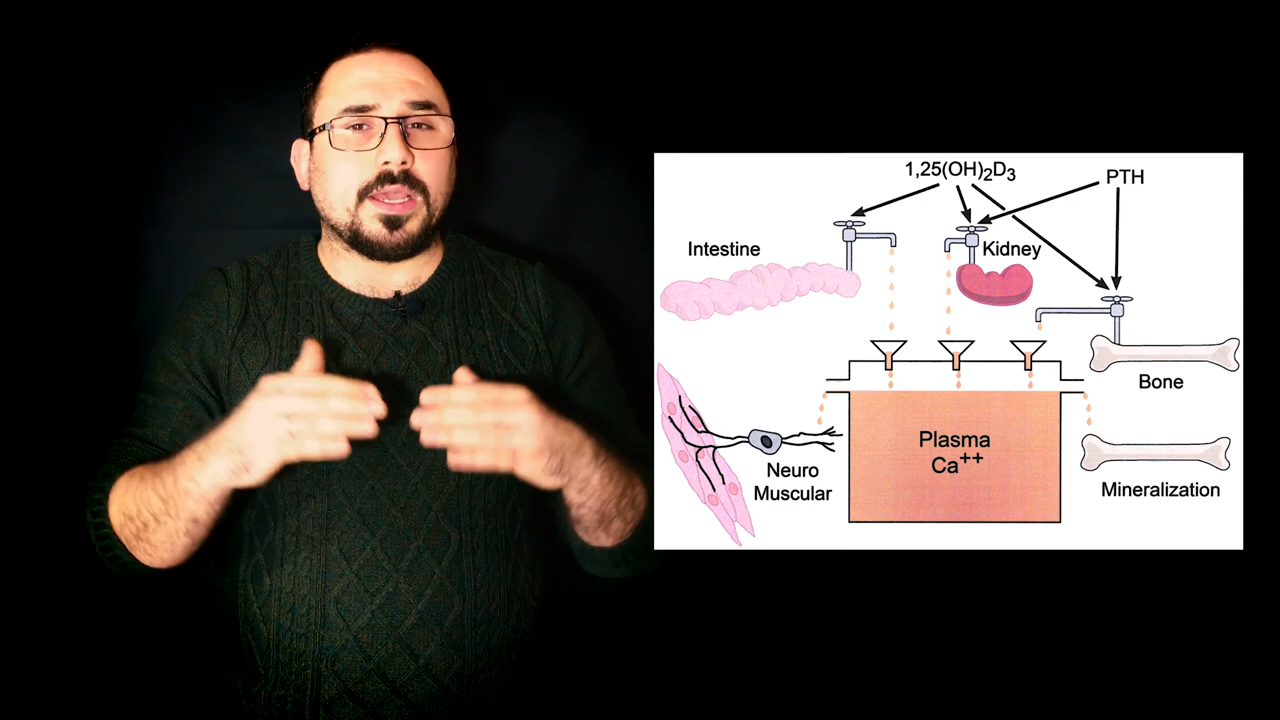 1,25(OH)₂D₃
PTH
Intestine
Kidney
Bone
Plasma
Ca⁺⁺
Neuro
Muscular
Mineralization